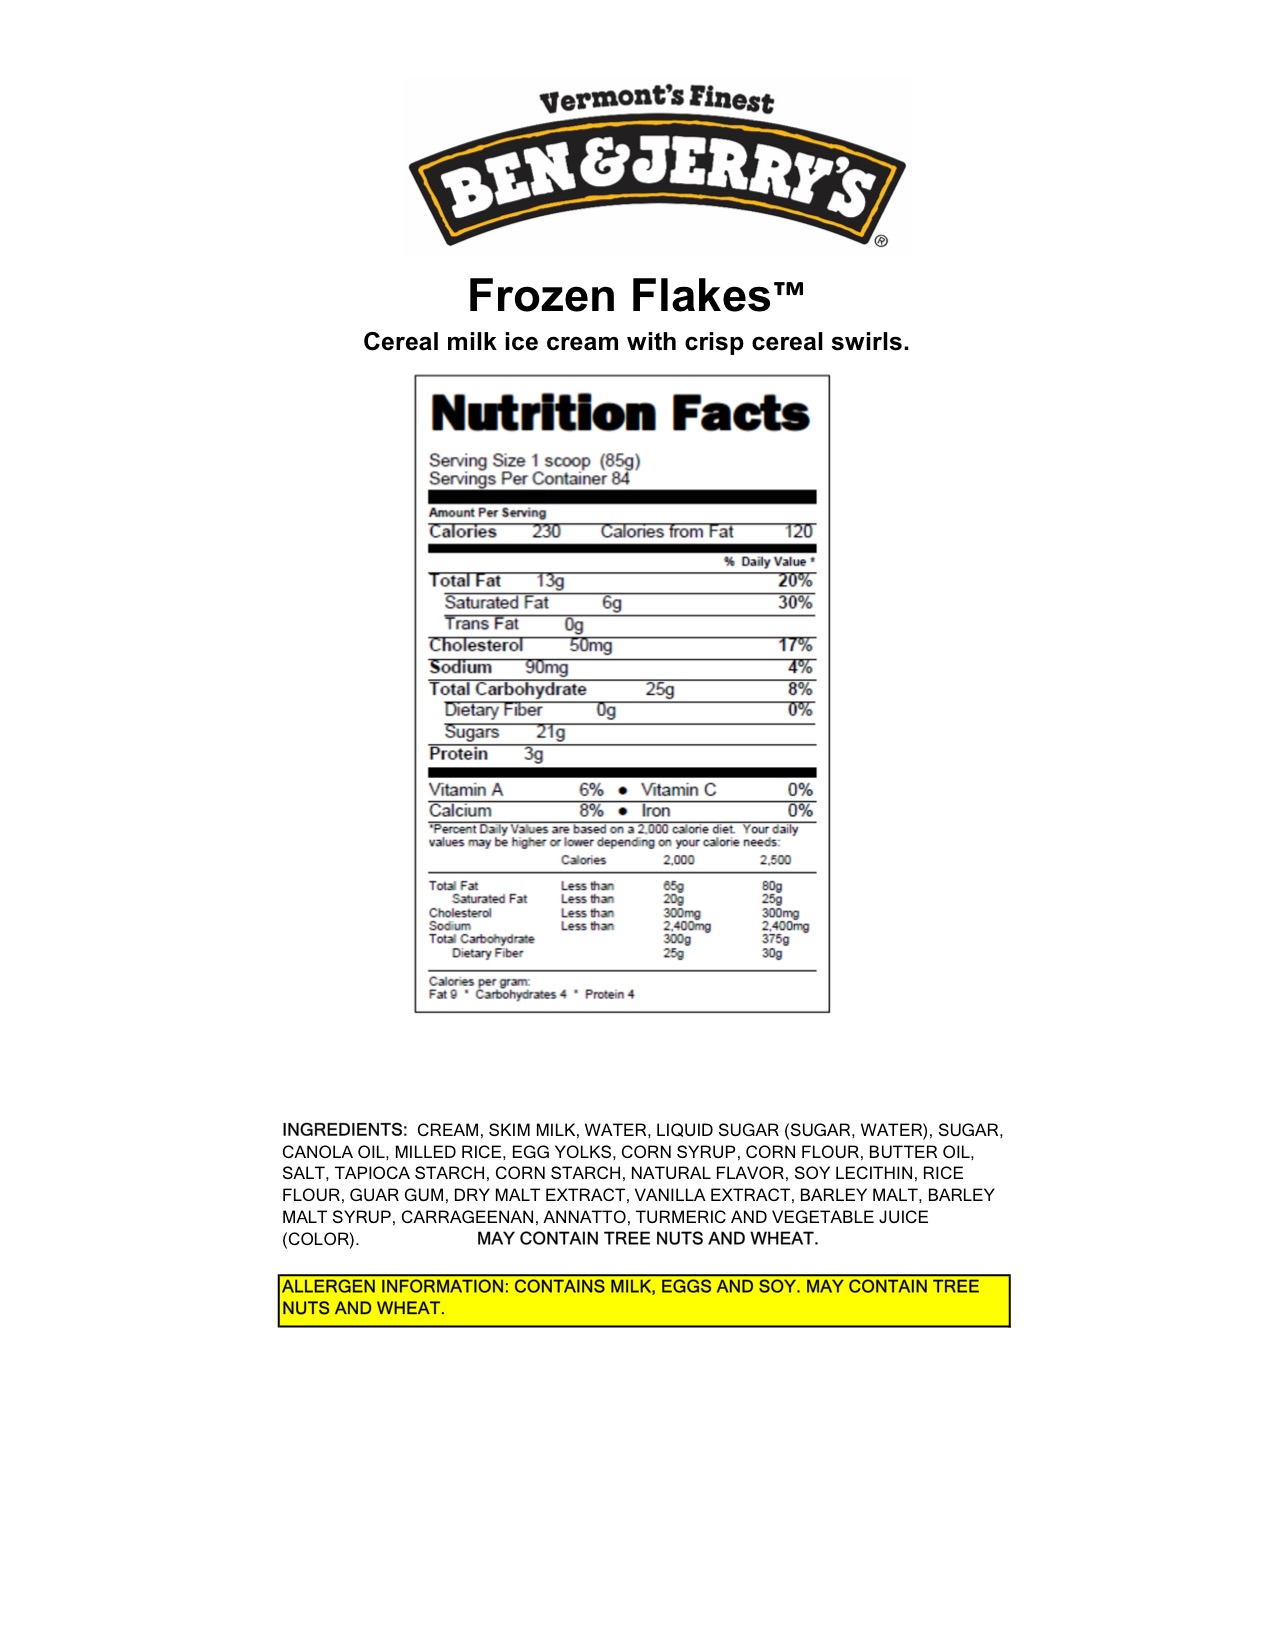 Vermont's Finest
BEN & JERRY'S
®
Frozen Flakes™
Cereal milk ice cream with crisp cereal swirls.
Nutrition Facts
Serving Size 1 scoop (85g)
Servings Per Container 84
Amount Per Serving
Calories 230 Calories from Fat 120
% Daily Value *
Total Fat 13g 20%
Saturated Fat 6g 30%
Trans Fat 0g
Cholesterol 50mg 17%
Sodium 90mg 4%
Total Carbohydrate 25g 8%
Dietary Fiber 0g 0%
Sugars 21g
Protein 3g
Vitamin A 6% ● Vitamin C 0%
Calcium 8% ● Iron 0%
*Percent Daily Values are based on a 2,000 calorie diet. Your daily
values may be higher or lower depending on your calorie needs:
Calories 2,000 2,500
Total Fat Less than 65g 80g
Saturated Fat Less than 20g 25g
Cholesterol Less than 300mg 300mg
Sodium Less than 2,400mg 2,400mg
Total Carbohydrate 300g 375g
Dietary Fiber 25g 30g
Calories per gram:
Fat 9 * Carbohydrates 4 * Protein 4
INGREDIENTS: CREAM, SKIM MILK, WATER, LIQUID SUGAR (SUGAR, WATER), SUGAR,
CANOLA OIL, MILLED RICE, EGG YOLKS, CORN SYRUP, CORN FLOUR, BUTTER OIL,
SALT, TAPIOCA STARCH, CORN STARCH, NATURAL FLAVOR, SOY LECITHIN, RICE
FLOUR, GUAR GUM, DRY MALT EXTRACT, VANILLA EXTRACT, BARLEY MALT, BARLEY
MALT SYRUP, CARRAGEENAN, ANNATTO, TURMERIC AND VEGETABLE JUICE
(COLOR). MAY CONTAIN TREE NUTS AND WHEAT.
ALLERGEN INFORMATION: CONTAINS MILK, EGGS AND SOY. MAY CONTAIN TREE
NUTS AND WHEAT.